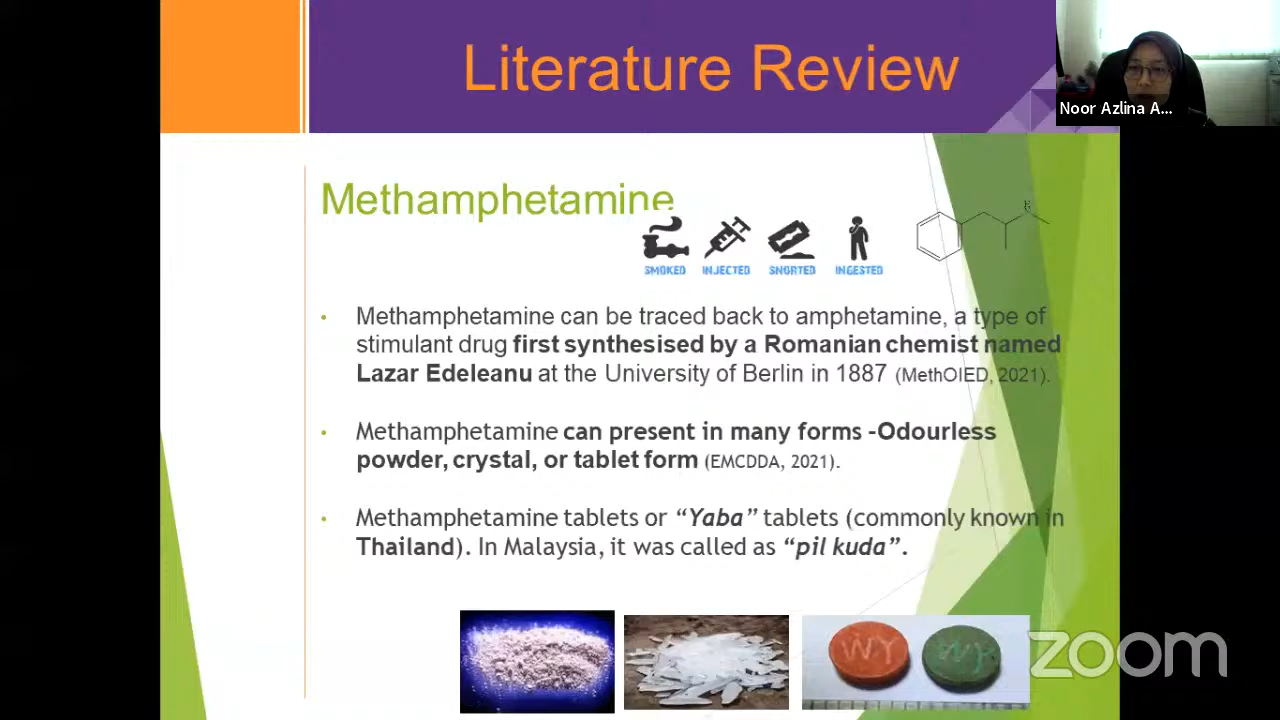 Literature Review
Noor Azlina A...
Methamphetamine
H
N
SMOKED INJECTED SNORTED INGESTED
• Methamphetamine can be traced back to amphetamine, a type of
stimulant drug first synthesised by a Romanian chemist named
Lazar Edeleanu at the University of Berlin in 1887 (MethOIED, 2021).
• Methamphetamine can present in many forms -Odourless
powder, crystal, or tablet form (EMCDDA, 2021).
• Methamphetamine tablets or “Yaba” tablets (commonly known in
Thailand). In Malaysia, it was called as “pil kuda”.
WY WY
zoom